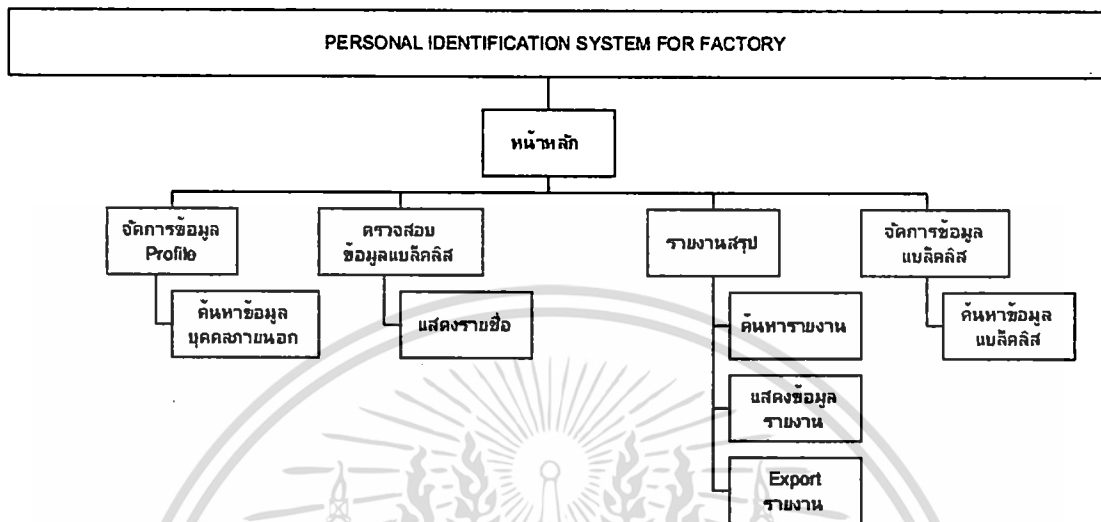 PERSONAL IDENTIFICATION SYSTEM FOR FACTORY
หน้าหลัก
จัดการข้อมูล
Profile
ตรวจสอบ
ข้อมูลแบล็คลิส
รายงานสรุป
จัดการข้อมูล
แบล็คลิส
ค้นหาข้อมูล
บุคคลภายนอก
แสดงรายชื่อ
ค้นหารายงาน
ค้นหาข้อมูล
แบล็คลิส
แสดงข้อมูล
รายงาน
Export
รายงาน